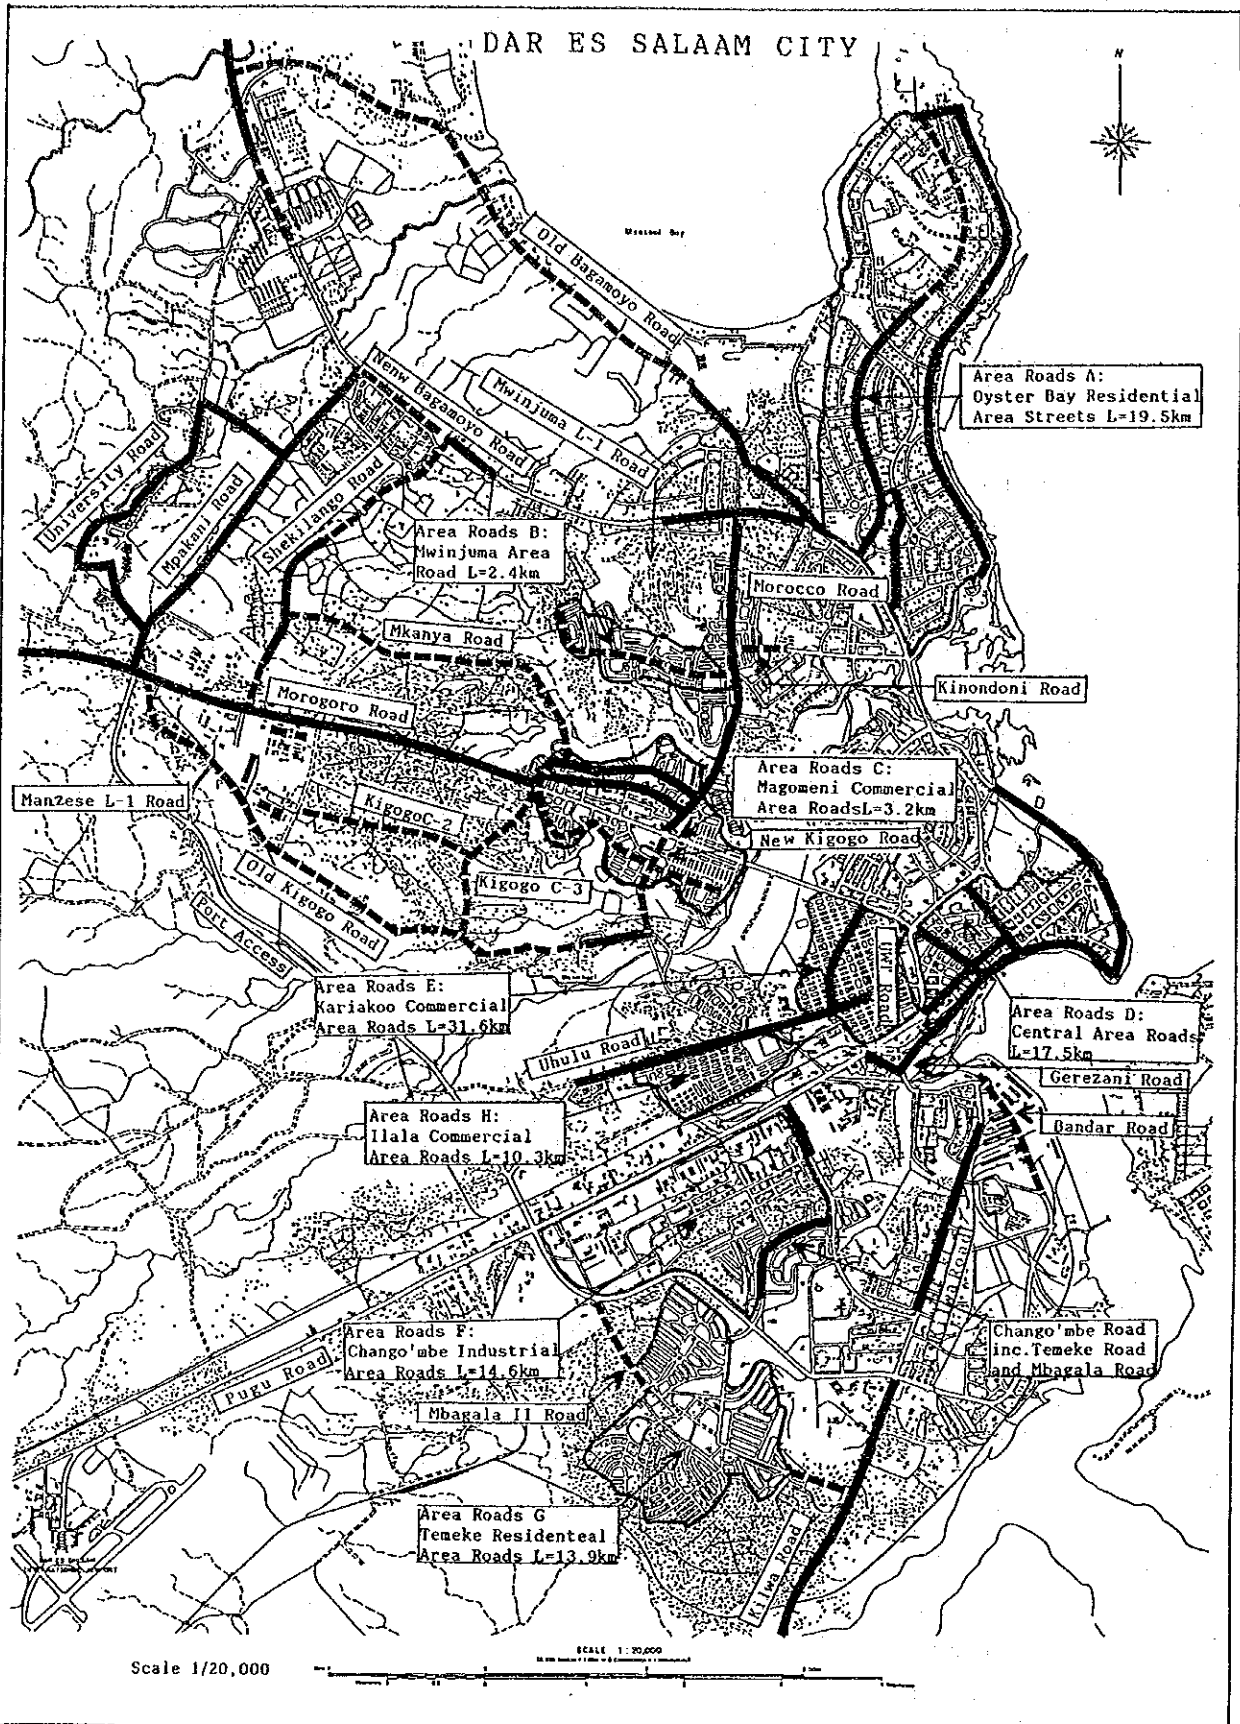 DAR ES SALAAM CITY
N
Msasani Bay
Old Bagamoyo Road
Nenw Bagamoyo Road
Mwinjuma L-1 Road
Area Roads A:
Oyster Bay Residential
Area Streets L=19.5km
University Road
Mpakani Road
Shekilango Road
Area Roads B:
Mwinjuma Area
Road L=2.4km
Morocco Road
Mkanya Road
Kinondoni Road
Morogoro Road
Area Roads C:
Magomeni Commercial
Area RoadsL=3.2km
Manzese L-1 Road
KigogoC-2
New Kigogo Road
Old Kigogo Road
Kigogo C-3
Port Access
UWT Road
Area Roads E:
Kariakoo Commercial
Area Roads L=31.6km
Area Roads D:
Central Area Roads
L=17.5km
Uhulu Road
Gerezani Road
Bandar Road
Area Roads H:
Ilala Commercial
Area Roads L=10.3km
Kilwa Road
Area Roads F:
Chango'mbe Industrial
Area Roads L=14.6km
Chango'mbe Road
inc.Temeke Road
and Mbagala Road
Pugu Road
Mbagala II Road
Area Roads G
Temeke Residenteal
Area Roads L=13.9km
Kilwa Road
SCALE 1:20,000
Scale 1/20,000